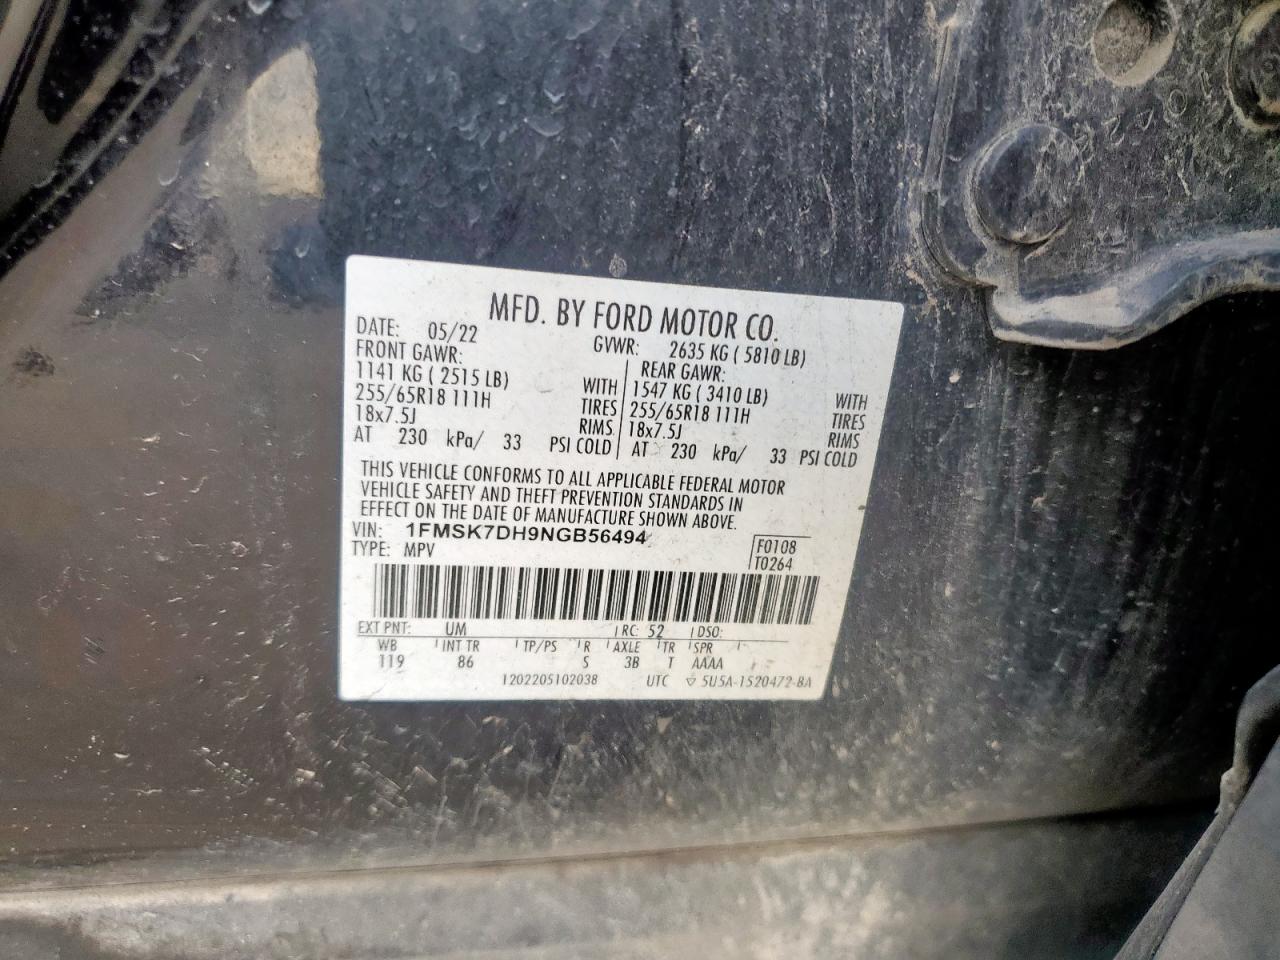 MFD. BY FORD MOTOR CO.
DATE: 05/22 GVWR: 2635 KG ( 5810 LB)
FRONT GAWR: REAR GAWR:
1141 KG ( 2515 LB) WITH 1547 KG ( 3410 LB) WITH
255/65R18 111H TIRES 255/65R18 111H TIRES
18x7.5J RIMS 18x7.5J RIMS
AT 230 kPa/ 33 PSI COLD AT 230 kPa/ 33 PSI COLD
THIS VEHICLE CONFORMS TO ALL APPLICABLE FEDERAL MOTOR
VEHICLE SAFETY AND THEFT PREVENTION STANDARDS IN
EFFECT ON THE DATE OF MANUFACTURE SHOWN ABOVE.
VIN: 1FMSK7DH9NGB56494 F0108
TYPE: MPV T0264
EXT PNT: UM RC: 52 DSO:
WB INT TR TP/PS R AXLE TR SPR
119 86 S 3B T AAAA
1202205102038 UTC ▽ 5U5A-1520472-BA